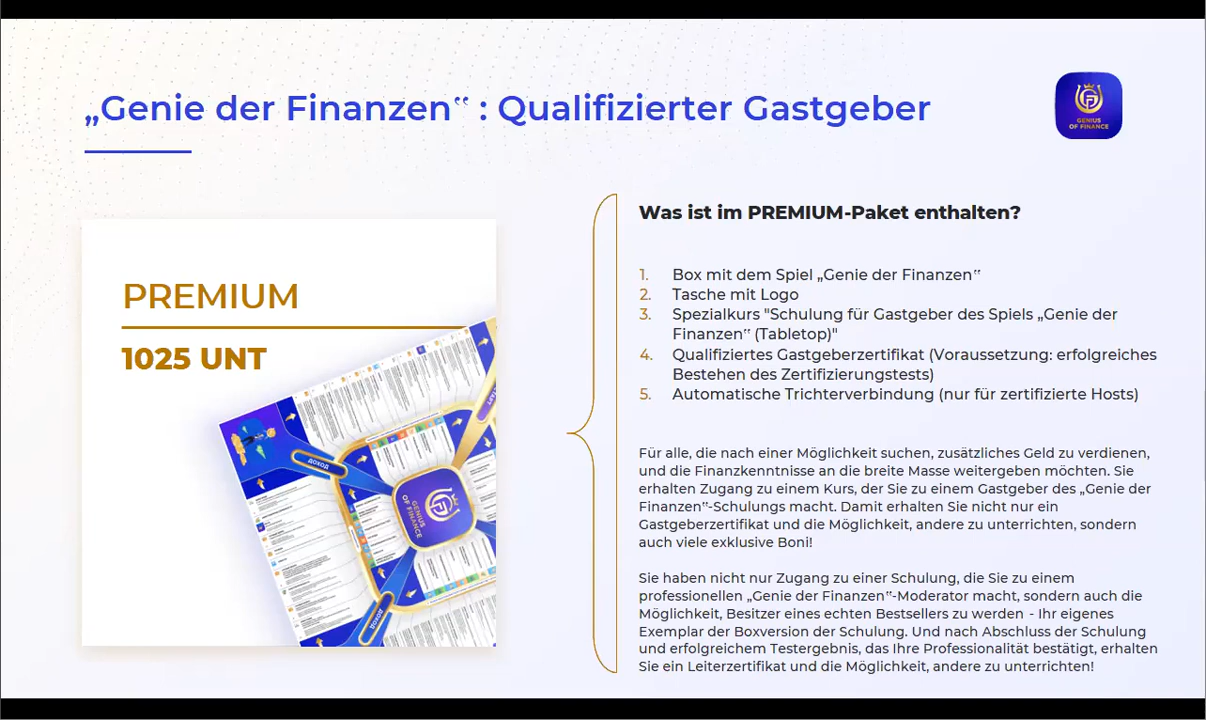 „Genie der Finanzen‟ : Qualifizierter Gastgeber
GENIUS
OF FINANCE
PREMIUM
1025 UNT
ДОХОД
GENIUS
OF FINANCE
ДОХОД
Was ist im PREMIUM-Paket enthalten?
1. Box mit dem Spiel „Genie der Finanzen‟
2. Tasche mit Logo
3. Spezialkurs "Schulung für Gastgeber des Spiels „Genie der
Finanzen‟ (Tabletop)"
4. Qualifiziertes Gastgeberzertifikat (Voraussetzung: erfolgreiches
Bestehen des Zertifizierungstests)
5. Automatische Trichterverbindung (nur für zertifizierte Hosts)
Für alle, die nach einer Möglichkeit suchen, zusätzliches Geld zu verdienen,
und die Finanzkenntnisse an die breite Masse weitergeben möchten. Sie
erhalten Zugang zu einem Kurs, der Sie zu einem Gastgeber des „Genie der
Finanzen‟-Schulungs macht. Damit erhalten Sie nicht nur ein
Gastgeberzertifikat und die Möglichkeit, andere zu unterrichten, sondern
auch viele exklusive Boni!
Sie haben nicht nur Zugang zu einer Schulung, die Sie zu einem
professionellen „Genie der Finanzen‟-Moderator macht, sondern auch die
Möglichkeit, Besitzer eines echten Bestsellers zu werden - Ihr eigenes
Exemplar der Boxversion der Schulung. Und nach Abschluss der Schulung
und erfolgreichem Testergebnis, das Ihre Professionalität bestätigt, erhalten
Sie ein Leiterzertifikat und die Möglichkeit, andere zu unterrichten!